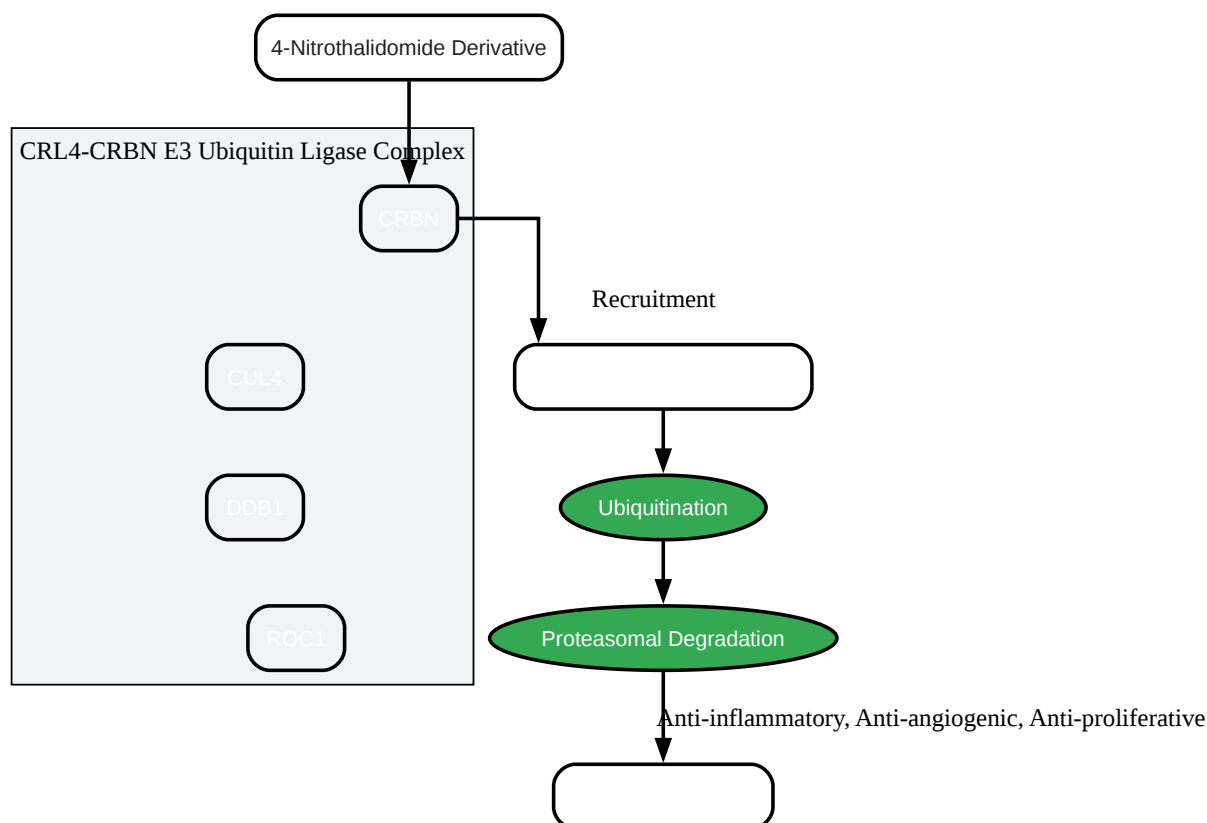 4-Nitrothalidomide Derivative
CRL4-CRBN E3 Ubiquitin Ligase Complex
CRBN
Recruitment
CUL4
DDB1
Ubiquitination
ROC1
Proteasomal Degradation
Anti-inflammatory, Anti-angiogenic, Anti-proliferative